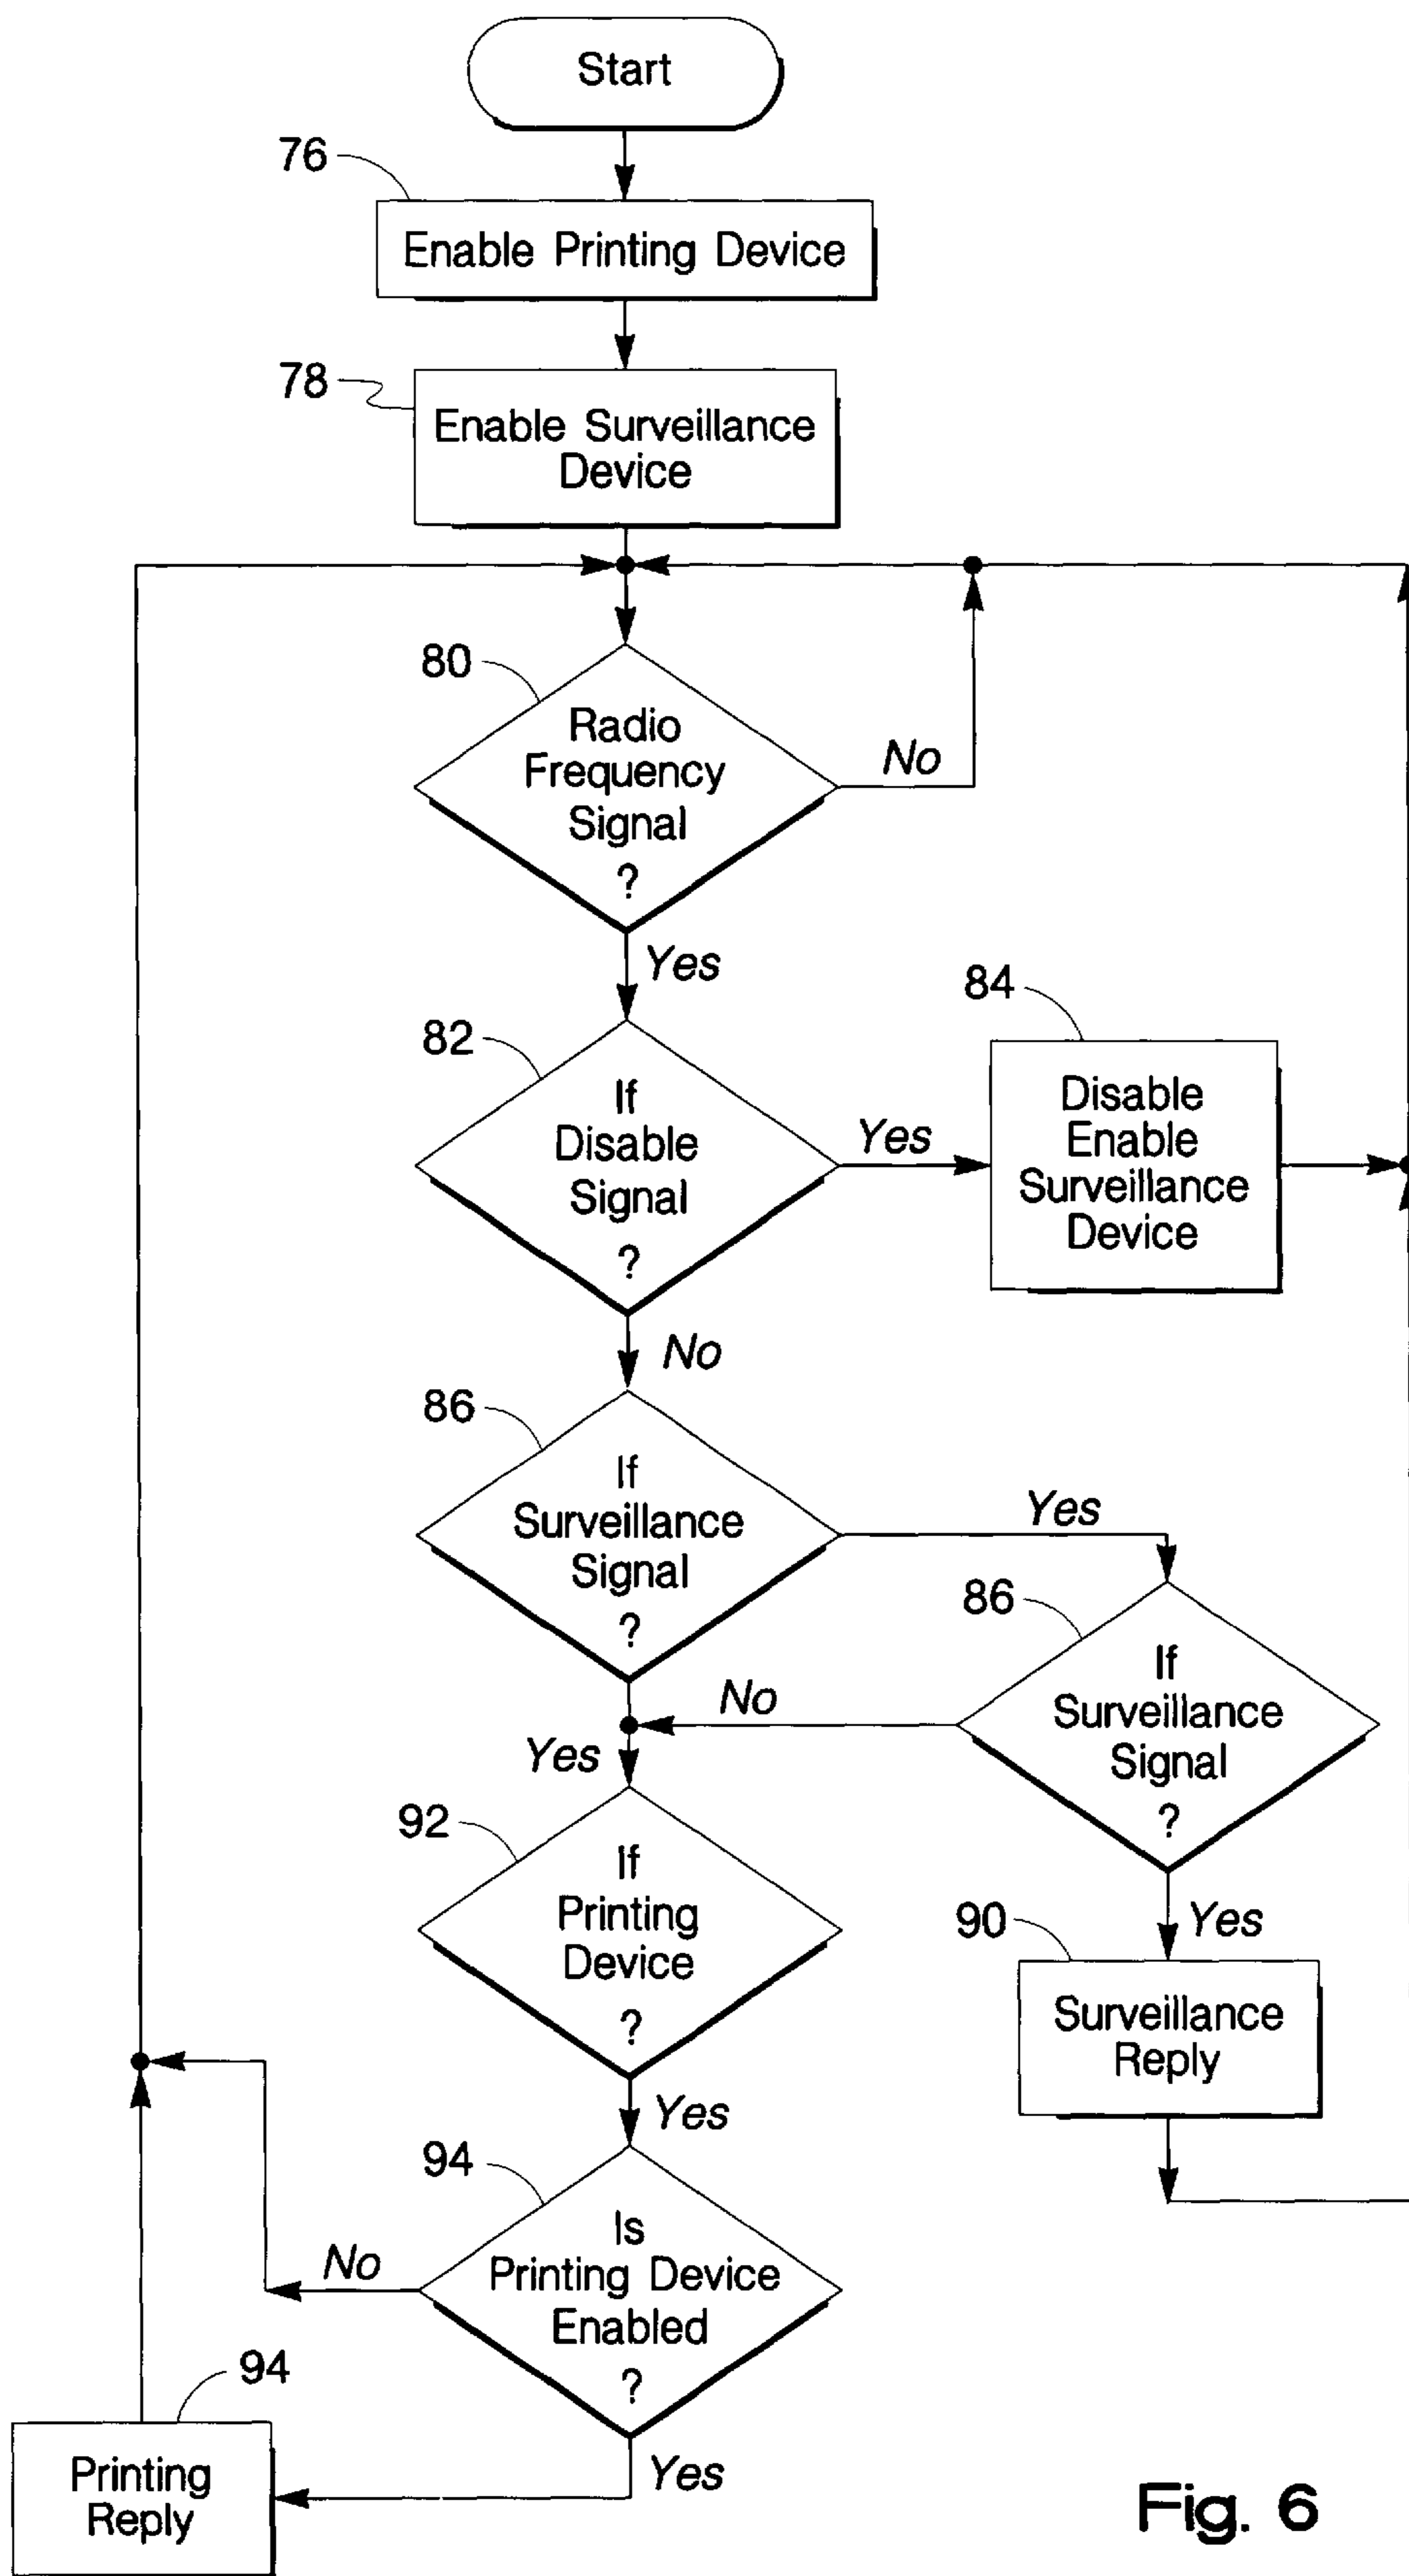 Start
76
Enable Printing Device
78
Enable Surveillance
Device
80
Radio
Frequency
Signal
?
No
Yes
82
If
Disable
Signal
?
Yes
84
Disable
Enable
Surveillance
Device
No
86
If
Surveillance
Signal
?
Yes
86
If
Surveillance
Signal
?
No
Yes
92
If
Printing
Device
?
Yes
90
Surveillance
Reply
Yes
94
Is
Printing Device
Enabled
?
No
94
Printing
Reply
Yes
Fig. 6